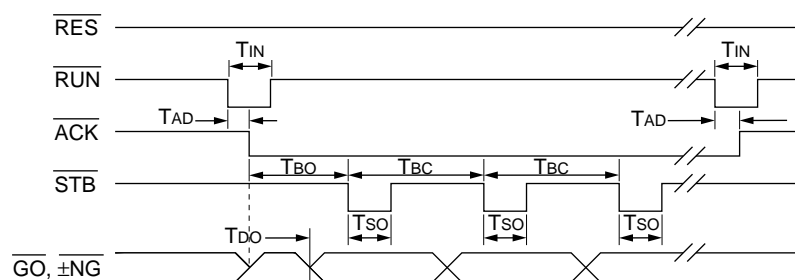 RES
TIN TIN
RUN
TAD TAD
ACK
TBO TBC TBC
STB
TSO TSO TSO
TDO
GO, ±NG